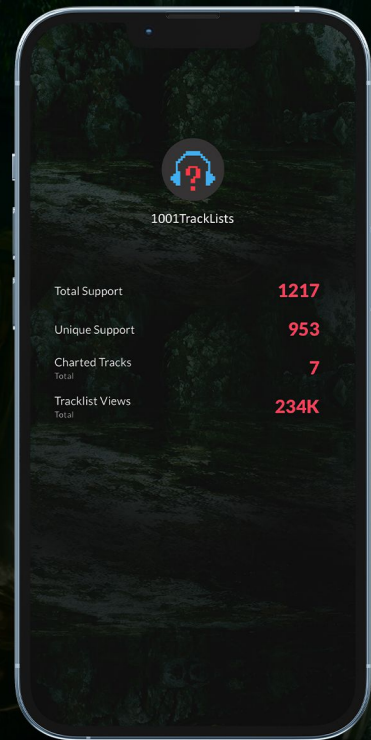 1001TrackLists
Total Support
1217
Unique Support
953
Charted Tracks
7
Total
Tracklist Views
234K
Total